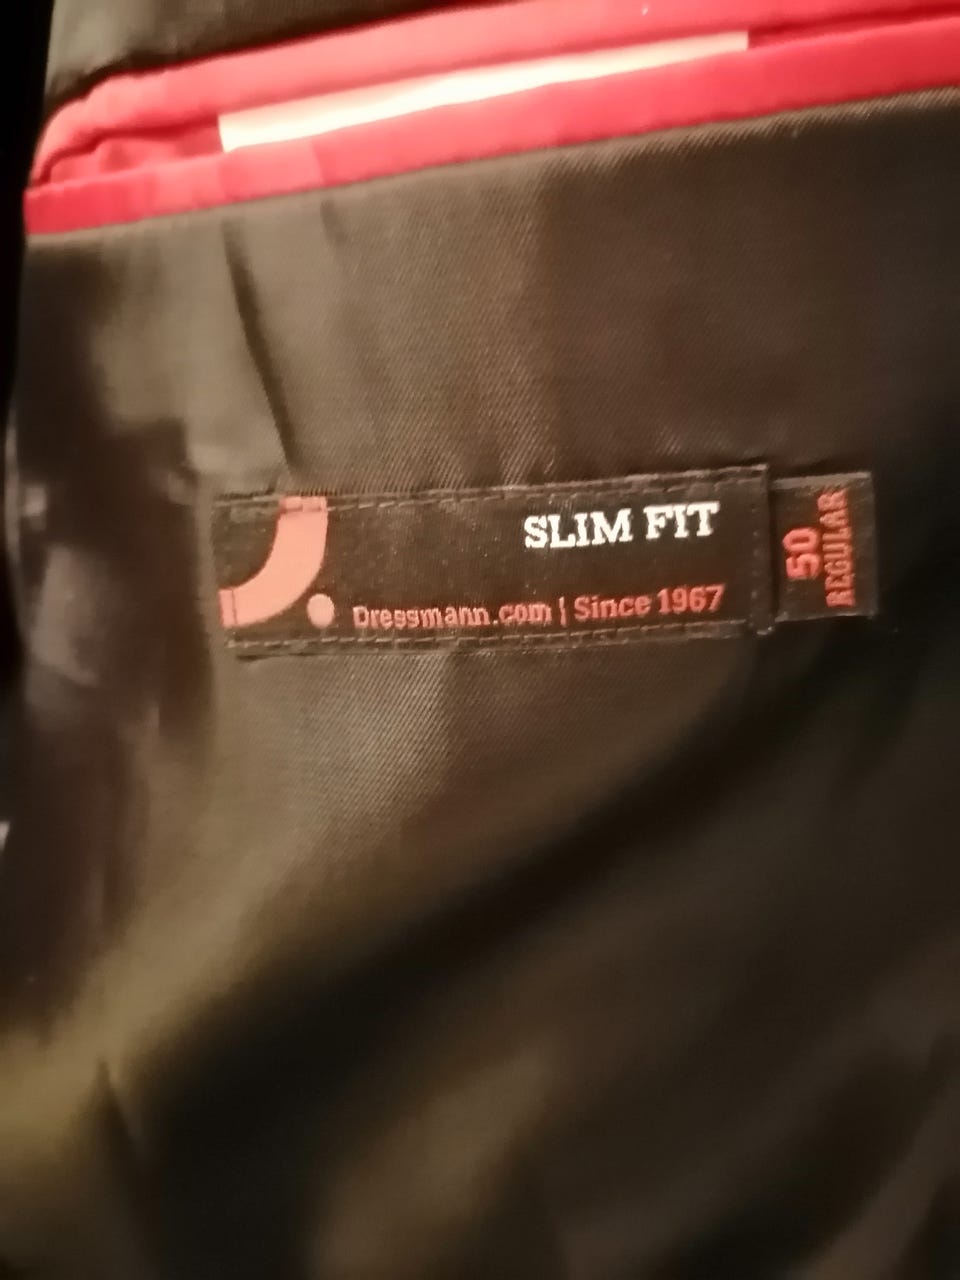 SLIM FIT
Dressmann.com | Since 1967
50
REGULAR